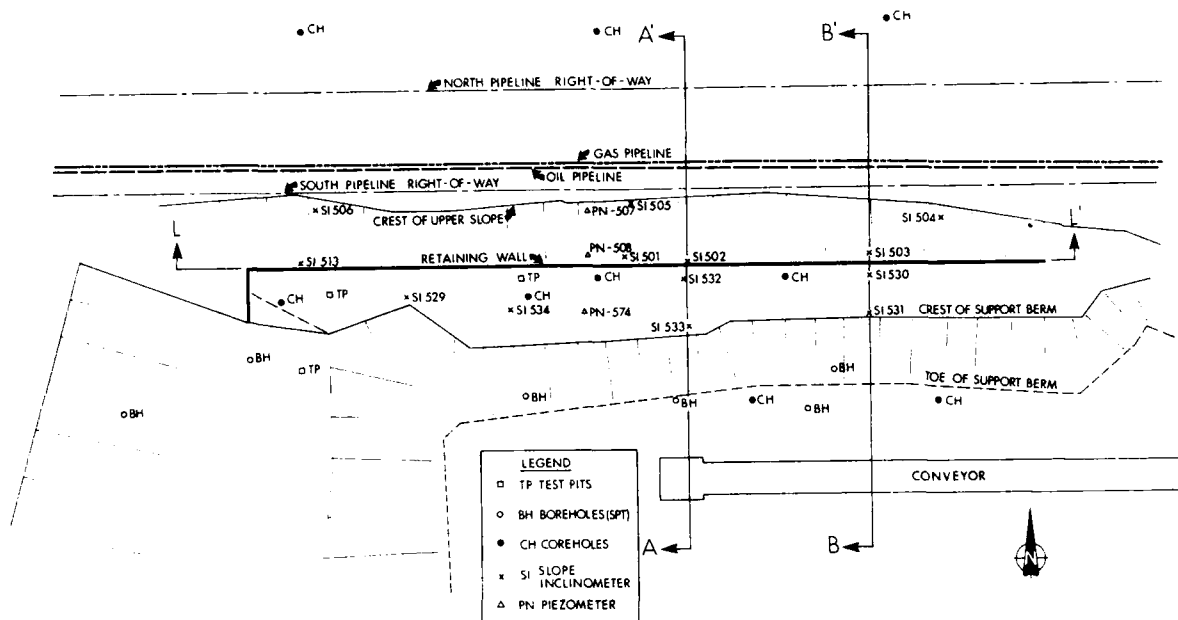 CH
CH
CH
A'
B'
NORTH PIPELINE RIGHT-OF-WAY
GAS PIPELINE
OIL PIPELINE
SOUTH PIPELINE RIGHT-OF-WAY
SI 506
CREST OF UPPER SLOPE
PN-507
SI 505
SI 504
L
L'
PN-508
RETAINING WALL
SI 501
SI 502
SI 503
SI 513
TP
CH
SI 532
CH
SI 530
CH
TP
SI 529
CH
SI 534
PN-574
SI 533
SI 531
CREST OF SUPPORT BERM
BH
TP
BH
TOE OF SUPPORT BERM
BH
BH
BH
CH
BH
CH
LEGEND
TP TEST PITS
BH BOREHOLES (SPT)
CH COREHOLES
SI SLOPE
INCLINOMETER
PN PIEZOMETER
CONVEYOR
A
B
N